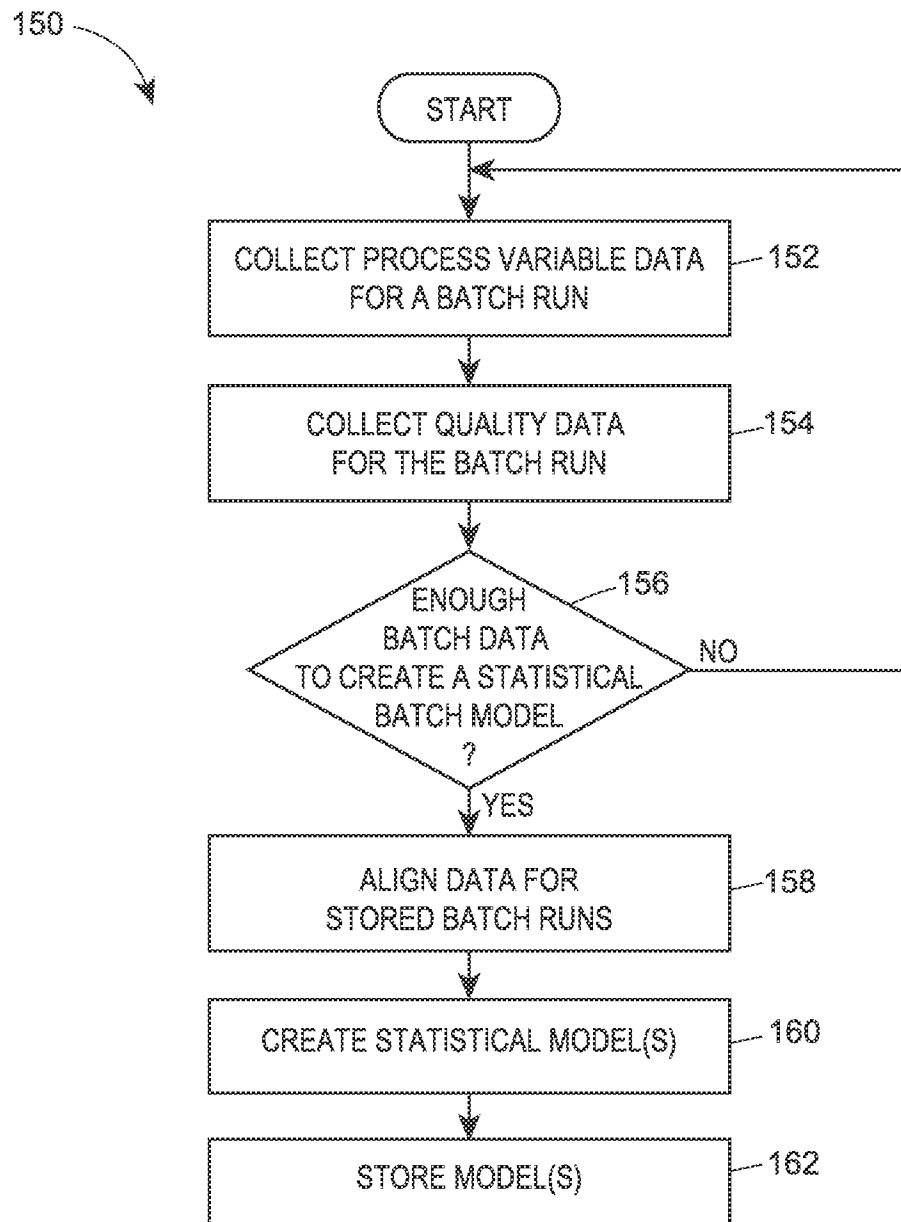 150
START
COLLECT PROCESS VARIABLE DATA
FOR A BATCH RUN
152
COLLECT QUALITY DATA
FOR THE BATCH RUN
154
ENOUGH
BATCH DATA
TO CREATE A STATISTICAL
BATCH MODEL
?
156
NO
YES
ALIGN DATA FOR
STORED BATCH RUNS
158
CREATE STATISTICAL MODEL(S)
160
STORE MODEL(S)
162